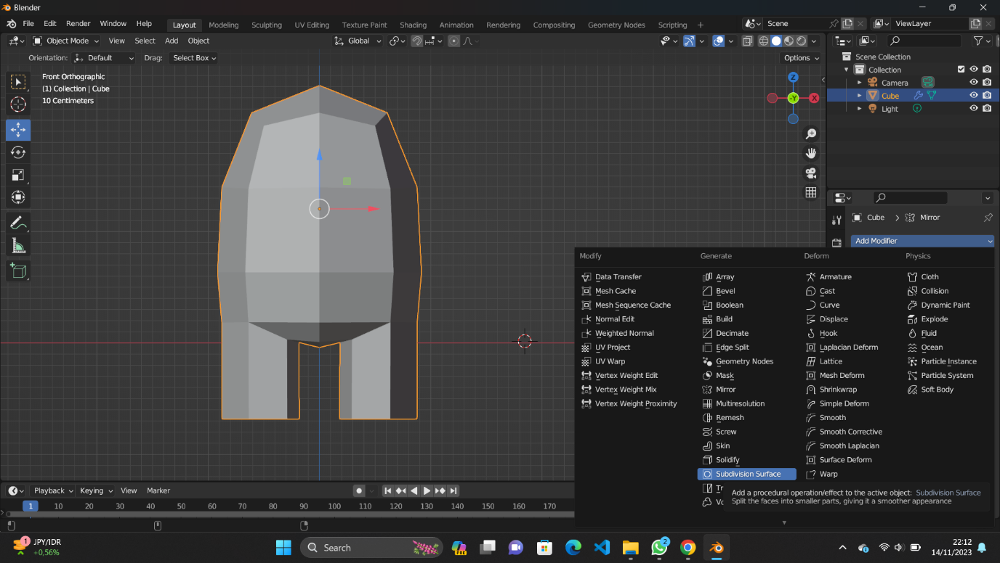 Blender
File Edit Render Window Help
Layout Modeling Sculpting UV Editing Texture Paint Shading Animation Rendering Compositing Geometry Nodes Scripting +
Scene
ViewLayer
Object Mode View Select Add Object
Global
Orientation: Default Drag: Select Box
Options
Front Orthographic
(1) Collection | Cube
10 Centimeters
Z
-Y
X
Scene Collection
Collection
Camera
Cube
Light
Cube > Mirror
Add Modifier
Modify
Data Transfer
Mesh Cache
Mesh Sequence Cache
Normal Edit
Weighted Normal
UV Project
UV Warp
Vertex Weight Edit
Vertex Weight Mix
Vertex Weight Proximity
Generate
Array
Bevel
Boolean
Build
Decimate
Edge Split
Geometry Nodes
Mask
Mirror
Multiresolution
Remesh
Screw
Skin
Solidify
Subdivision Surface
Deform
Armature
Cast
Curve
Displace
Hook
Laplacian Deform
Lattice
Mesh Deform
Shrinkwrap
Simple Deform
Smooth
Smooth Corrective
Smooth Laplacian
Surface Deform
Warp
Physics
Cloth
Collision
Dynamic Paint
Explode
Fluid
Ocean
Particle Instance
Particle System
Soft Body
Add a procedural operation/effect to the active object: Subdivision Surface
Split the faces into smaller parts, giving it a smoother appearance
Playback Keying View Marker
1 10 20 30 40 50 60 70 80 90 100 110 120 130 140 150 160 170
1
JPY/IDR
+0,56%
Search
PRE
2
22:12
14/11/2023